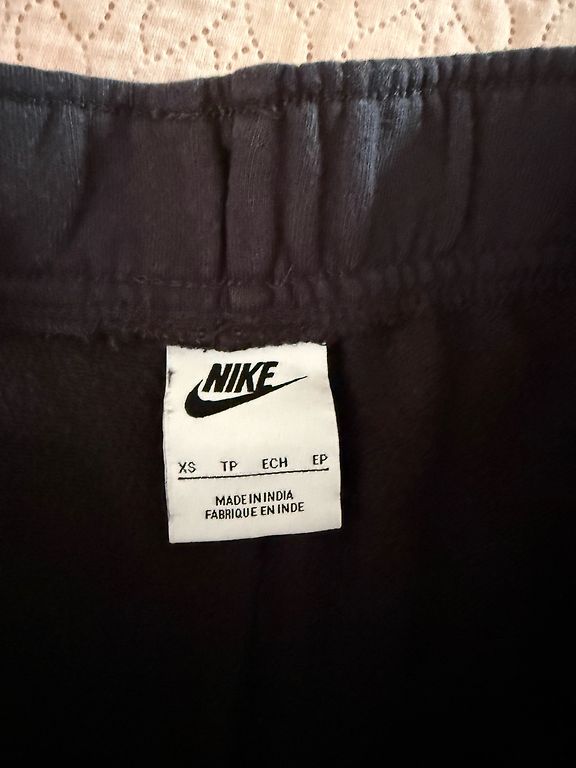 NIKE
XS TP ECH EP
MADE IN INDIA
FABRIQUE EN INDE